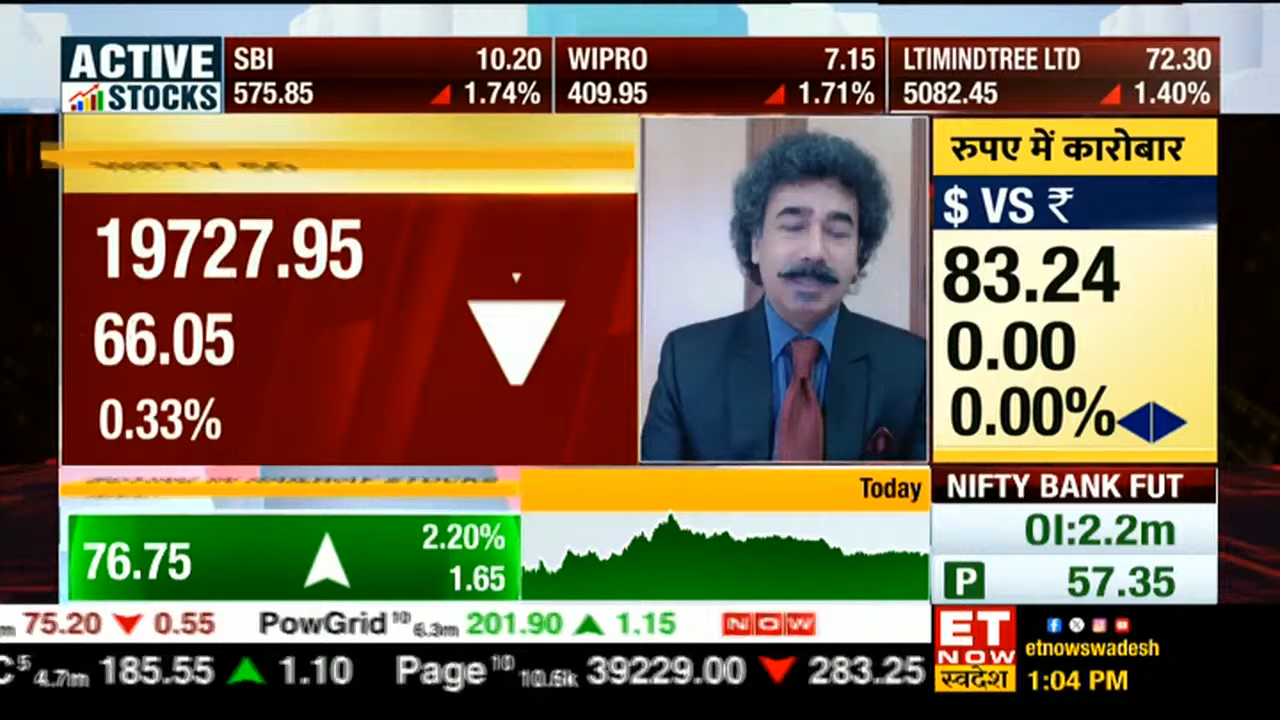 ACTIVE STOCKS
SBI 10.20
575.85 1.74%
WIPRO 7.15
409.95 1.71%
LTIMINDTREE LTD 72.30
5082.45 1.40%
19727.95
66.05
0.33%
रुपए में कारोबार
$ VS ₹
83.24
0.00
0.00%
Today
76.75
2.20%
1.65
NIFTY BANK FUT
OI:2.2m
P 57.35
75.20 0.55 PowGrid 10 6.3m 201.90 1.15 NOW
C 5 4.7m 185.55 1.10 Page 10 10.6k 39229.00 283.25
ET NOW स्वदेश
etnowswadesh
1:04 PM